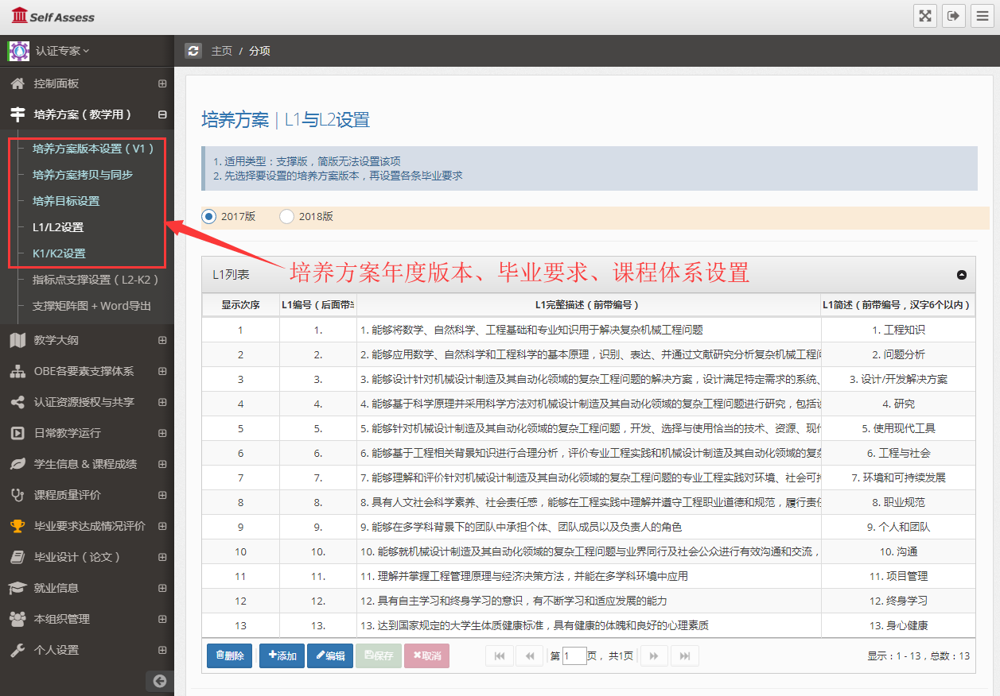 Self Assess
认证专家
主页 / 分项
控制面板
培养方案（教学用）
培养方案版本设置（V1）
培养方案拷贝与同步
培养目标设置
L1/L2设置
K1/K2设置
指标点支撑设置（L2-K2）
支撑矩阵图 + Word导出
教学大纲
OBE各要素支撑体系
认证资源授权与共享
日常教学运行
学生信息 & 课程成绩
课程质量评价
毕业要求达成情况评价
毕业设计（论文）
就业信息
本组织管理
个人设置
培养方案 | L1与L2设置
1. 适用类型：支撑版，简版无法设置该项
2. 先选择要设置的培养方案版本，再设置各条毕业要求
2017版 2018版
培养方案年度版本、毕业要求、课程体系设置
L1列表
显示次序 L1编号（后面带 L1完整描述（前带编号） L1简述（前带编号，汉字6个以内）
1 1. 1. 能够将数学、自然科学、工程基础和专业知识用于解决复杂机械工程问题 1. 工程知识
2 2. 2. 能够应用数学、自然科学和工程科学的基本原理，识别、表达、并通过文献研究分析复杂机械工程 2. 问题分析
3 3. 3. 能够设计针对机械设计制造及其自动化领域的复杂工程问题的解决方案，设计满足特定需求的系统、 3. 设计/开发解决方案
4 4. 4. 能够基于科学原理并采用科学方法对机械设计制造及其自动化领域的复杂工程问题进行研究，包括 4. 研究
5 5. 5. 能够针对机械设计制造及其自动化领域的复杂工程问题，开发、选择与使用恰当的技术、资源、现 5. 使用现代工具
6 6. 6. 能够基于工程相关背景知识进行合理分析，评价专业工程实践和机械设计制造及其自动化领域的复 6. 工程与社会
7 7. 7. 能够理解和评价针对机械设计制造及其自动化领域的复杂工程问题的专业工程实践对环境、社会可 7. 环境和可持续发展
8 8. 8. 具有人文社会科学素养、社会责任感，能够在工程实践中理解并遵守工程职业道德和规范，履行责 8. 职业规范
9 9. 9. 能够在多学科背景下的团队中承担个体、团队成员以及负责人的角色 9. 个人和团队
10 10. 10. 能够就机械设计制造及其自动化领域的复杂工程问题与业界同行及社会公众进行有效沟通和交流， 10. 沟通
11 11. 11. 理解并掌握工程管理原理与经济决策方法，并能在多学科环境中应用 11. 项目管理
12 12. 12. 具有自主学习和终身学习的意识，有不断学习和适应发展的能力 12. 终身学习
13 13. 13. 达到国家规定的大学生体质健康标准，具有健康的体魄和良好的心理素质 13. 身心健康
删除 添加 编辑 保存 取消 第 1 页，共1页 显示：1 - 13，总数：13